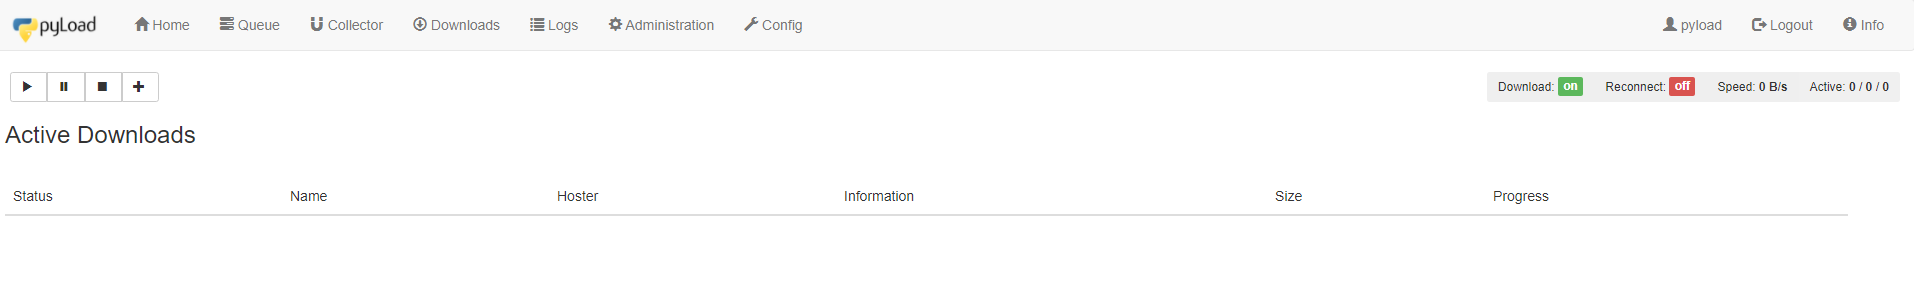 pyLoad Home Queue Collector Downloads Logs Administration Config pyload Logout Info
Download: on Reconnect: off Speed: 0 B/s Active: 0 / 0 / 0
Active Downloads
Status Name Hoster Information Size Progress